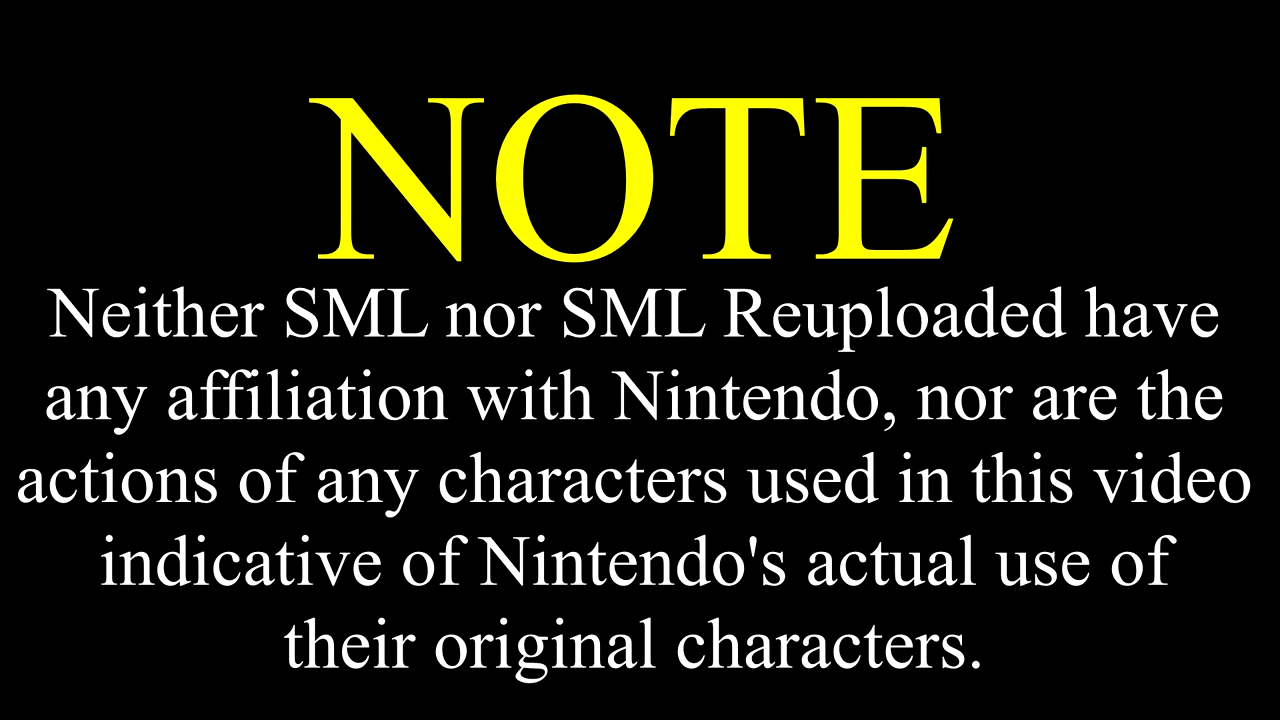 NOTE
Neither SML nor SML Reuploaded have
any affiliation with Nintendo, nor are the
actions of any characters used in this video
indicative of Nintendo's actual use of
their original characters.